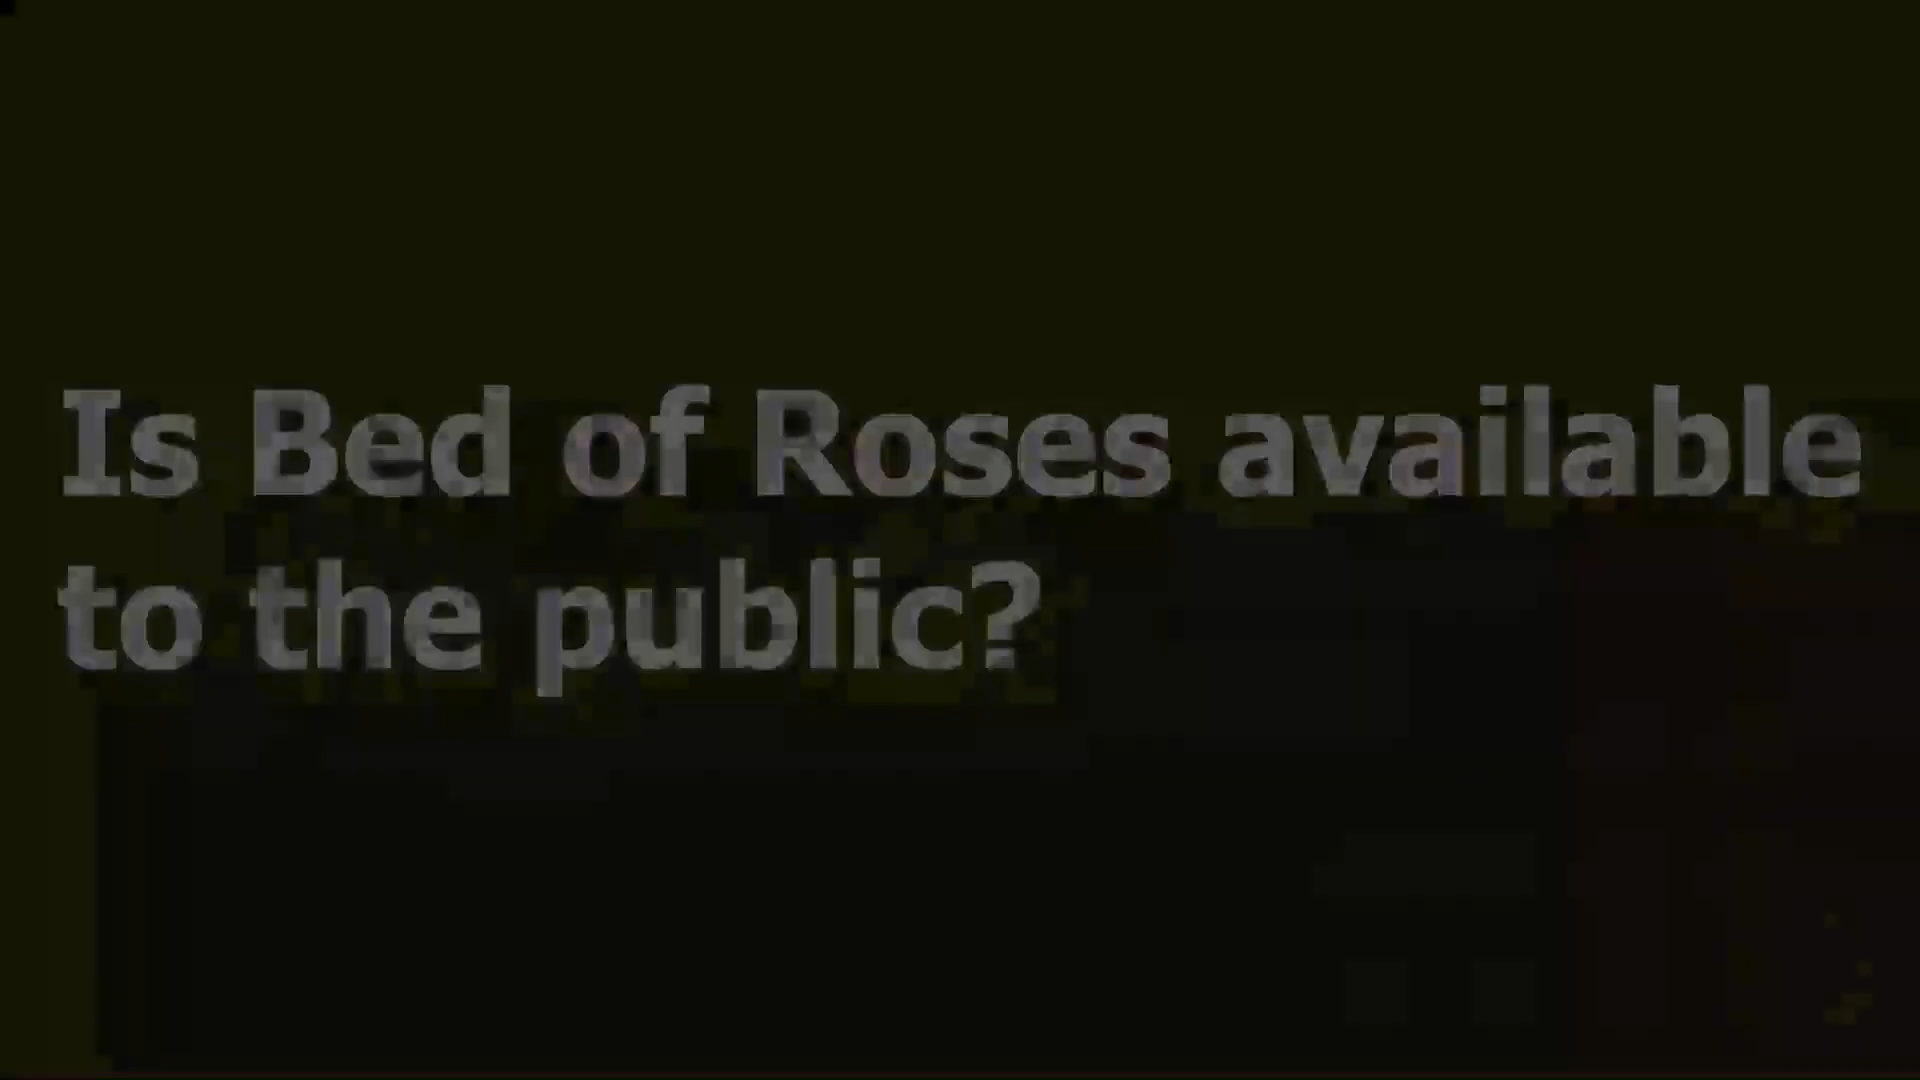 Is Bed of Roses available
to the public?